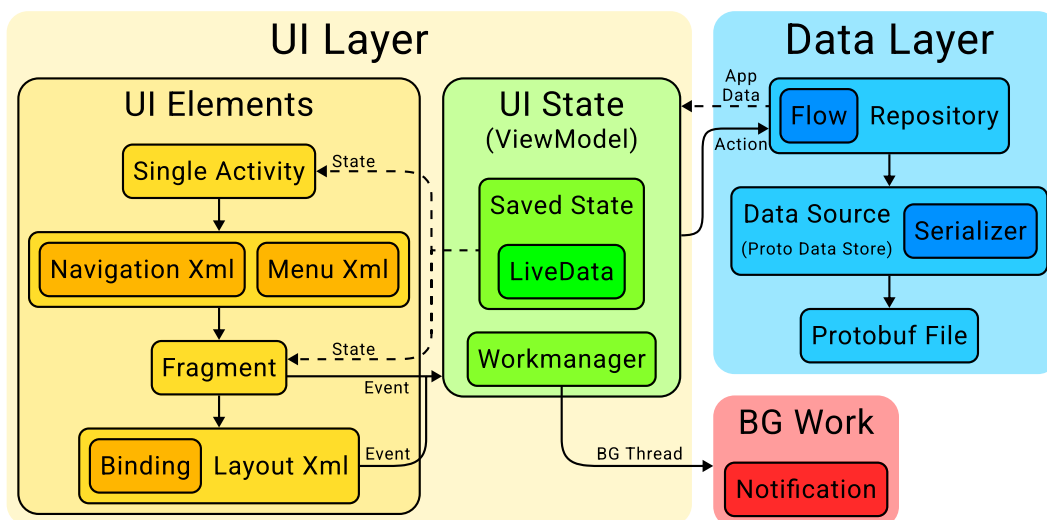 UI Layer
UI Elements
Single Activity
State
Navigation Xml
Menu Xml
Fragment
State
Event
Binding
Layout Xml
Event
UI State
(ViewModel)
Saved State
LiveData
Workmanager
BG Thread
Data Layer
App
Data
Action
Flow
Repository
Data Source
(Proto Data Store)
Serializer
Protobuf File
BG Work
Notification